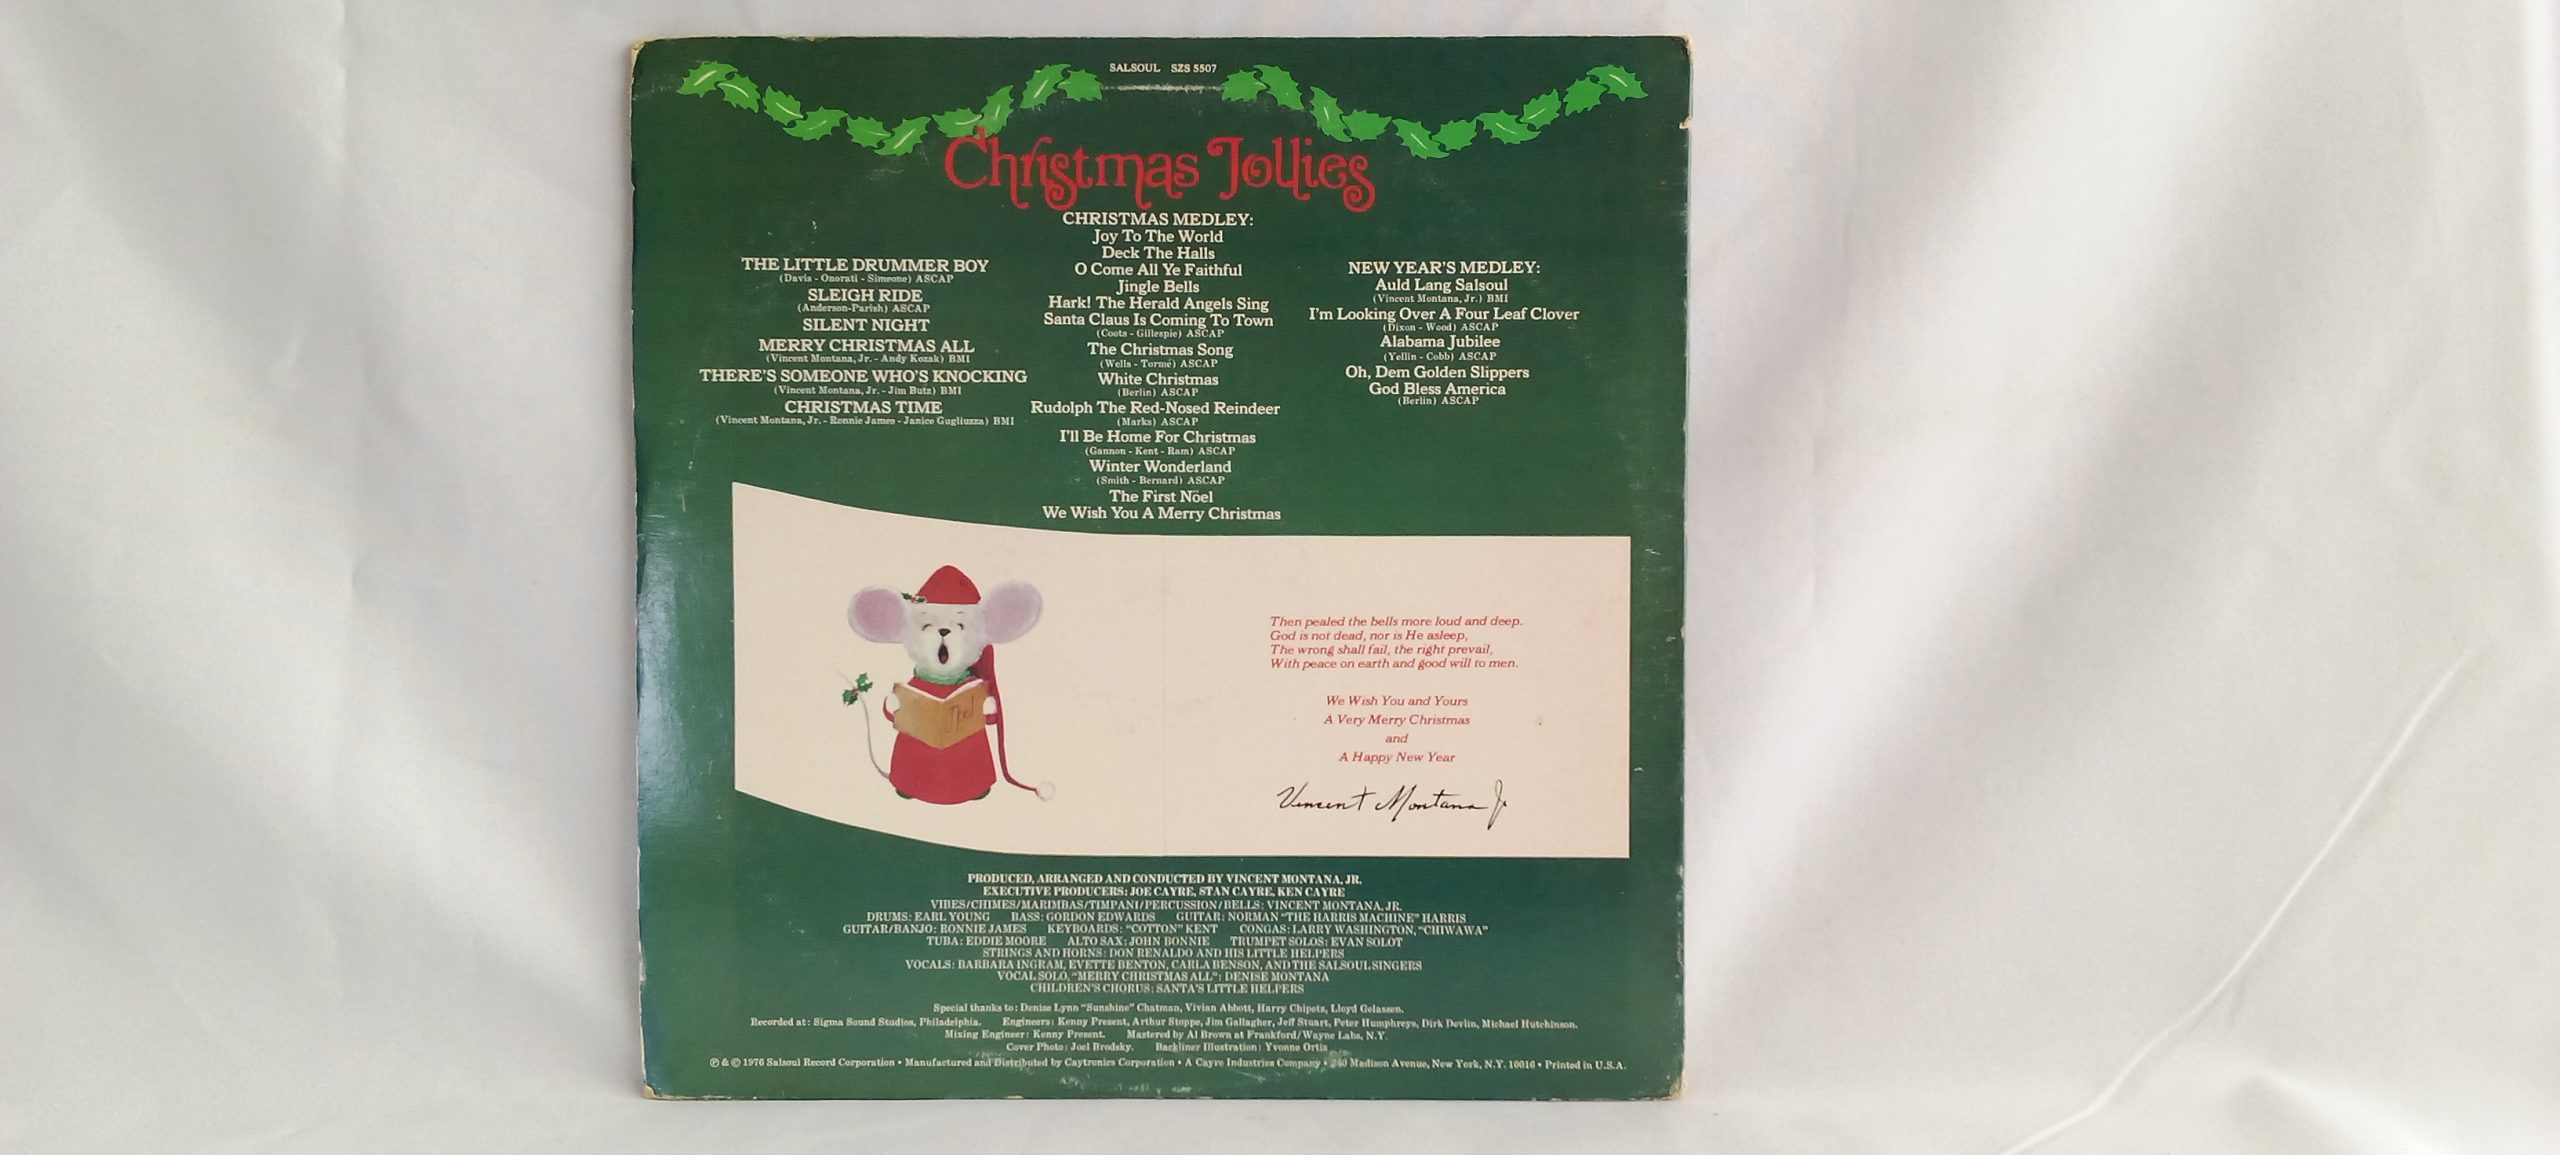 SALSOUL SZS 5507
Christmas Jollies
THE LITTLE DRUMMER BOY
(Davis - Onorati - Simeone) ASCAP
SLEIGH RIDE
(Anderson-Parish) ASCAP
SILENT NIGHT
MERRY CHRISTMAS ALL
(Vincent Montana, Jr. - Andy Kozak) BMI
THERE'S SOMEONE WHO'S KNOCKING
(Vincent Montana, Jr. - Jim Butz) BMI
CHRISTMAS TIME
(Vincent Montana, Jr. - Ronnie James - Janice Gugliuzza) BMI
CHRISTMAS MEDLEY:
Joy To The World
Deck The Halls
O Come All Ye Faithful
Jingle Bells
Hark! The Herald Angels Sing
Santa Claus Is Coming To Town
(Coots - Gillespie) ASCAP
The Christmas Song
(Wells - Tormé) ASCAP
White Christmas
(Berlin) ASCAP
Rudolph The Red-Nosed Reindeer
(Marks) ASCAP
I'll Be Home For Christmas
(Gannon - Kent - Ram) ASCAP
Winter Wonderland
(Smith - Bernard) ASCAP
The First Nöel
We Wish You A Merry Christmas
NEW YEAR'S MEDLEY:
Auld Lang Salsoul
(Vincent Montana, Jr.) BMI
I'm Looking Over A Four Leaf Clover
(Dixon - Wood) ASCAP
Alabama Jubilee
(Yellin - Cobb) ASCAP
Oh, Dem Golden Slippers
God Bless America
(Berlin) ASCAP
Noel
Then pealed the bells more loud and deep.
God is not dead, nor is He asleep,
The wrong shall fail, the right prevail,
With peace on earth and good will to men.
We Wish You and Yours
A Very Merry Christmas
and
A Happy New Year
Vincent Montana Jr
PRODUCED, ARRANGED AND CONDUCTED BY VINCENT MONTANA, JR.
EXECUTIVE PRODUCERS: JOE CAYRE, STAN CAYRE, KEN CAYRE
VIBES/CHIMES/MARIMBAS/TIMPANI/PERCUSSION/BELLS: VINCENT MONTANA, JR.
DRUMS: EARL YOUNG BASS: GORDON EDWARDS GUITAR: NORMAN "THE HARRIS MACHINE" HARRIS
GUITAR/BANJO: RONNIE JAMES KEYBOARDS: "COTTON" KENT CONGAS: LARRY WASHINGTON, "CHIWAWA"
TUBA: EDDIE MOORE ALTO SAX: JOHN BONNIE TRUMPET SOLOS: EVAN SOLOT
STRINGS AND HORNS: DON RENALDO AND HIS LITTLE HELPERS
VOCALS: BARBARA INGRAM, EVETTE BENTON, CARLA BENSON, AND THE SALSOUL SINGERS
VOCAL SOLO, "MERRY CHRISTMAS ALL": DENISE MONTANA
CHILDREN'S CHORUS: SANTA'S LITTLE HELPERS
Special thanks to: Denise Lynn "Sunshine" Chatman, Vivian Abbott, Harry Chipetz, Lloyd Gelassen.
Recorded at: Sigma Sound Studios, Philadelphia. Engineers: Kenny Present, Arthur Stoppe, Jim Gallagher, Jeff Stuart, Peter Humphreys, Dirk Devlin, Michael Hutchinson.
Mixing Engineer: Kenny Present. Mastered by Al Brown at Frankford/Wayne Labs, N.Y.
Cover Photo: Joel Brodsky. Backliner Illustration: Yvonne Ortiz
℗ & © 1976 Salsoul Record Corporation • Manufactured and Distributed by Caytronics Corporation • A Cayre Industries Company • 240 Madison Avenue, New York, N.Y. 10016 • Printed in U.S.A.